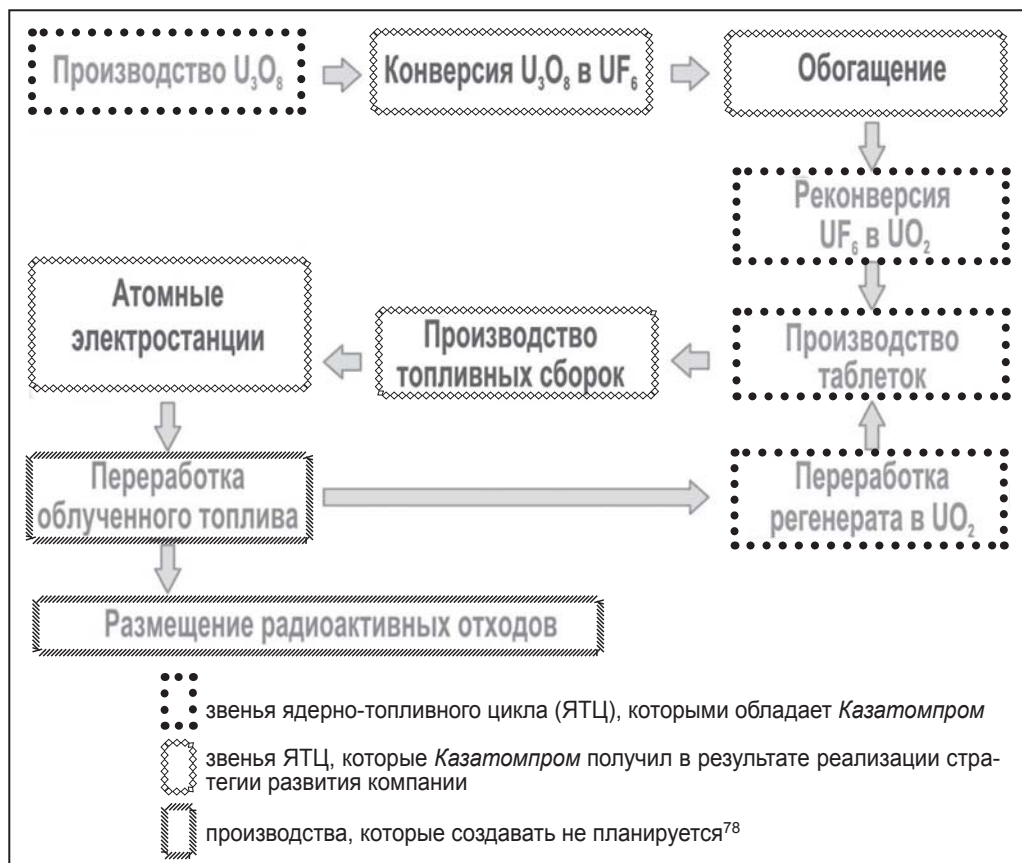 Производство U₃O₈
Конверсия U₃O₈ в UF₆
Обогащение
Реконверсия
UF₆ в UO₂
Атомные
электростанции
Производство
топливных сборок
Производство
таблеток
Переработка
облученного топлива
Переработка
регенерата в UO₂
Размещение радиоактивных отходов
звенья ядерно-топливного цикла (ЯТЦ), которыми обладает Казатомпром
звенья ЯТЦ, которые Казатомпром получил в результате реализации стра-
тегии развития компании
производства, которые создавать не планируется⁷⁸